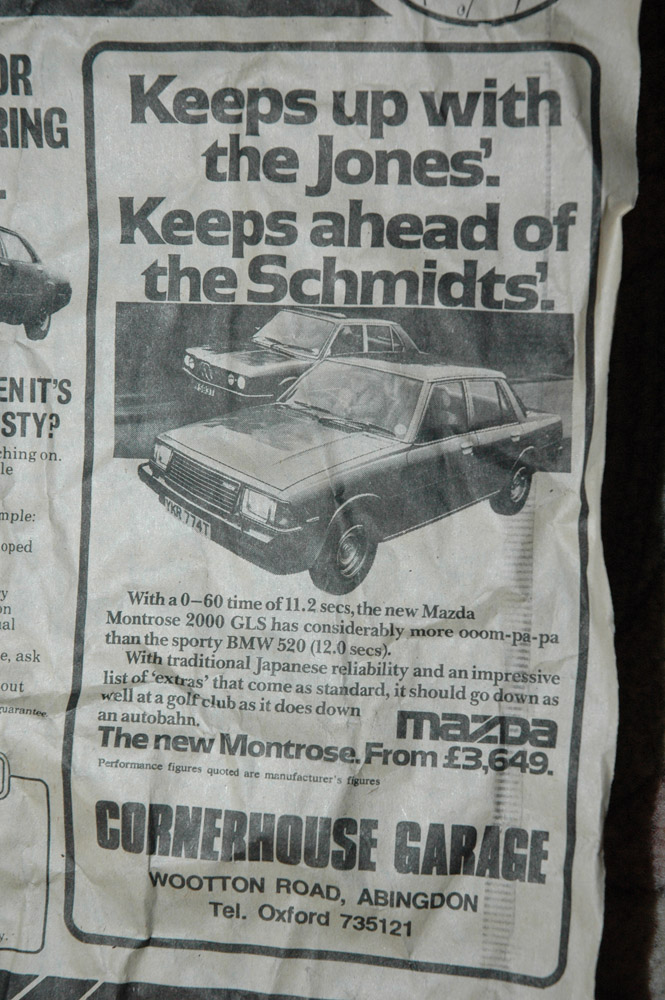 OR
RING
EN IT'S
STY?
ching on.
le
mple:
oped
y
on
ual
e, ask
out
guarantee
y.
Keeps up with
the Jones'.
Keeps ahead of
the Schmidts'.
YKR 774T
With a 0–60 time of 11.2 secs, the new Mazda
Montrose 2000 GLS has considerably more ooom-pa-pa
than the sporty BMW 520 (12.0 secs).
With traditional Japanese reliability and an impressive
list of 'extras' that come as standard, it should go down as
well at a golf club as it does down
an autobahn.
mazda
The new Montrose. From £3,649.
Performance figures quoted are manufacturer's figures
CORNERHOUSE GARAGE
WOOTTON ROAD, ABINGDON
Tel. Oxford 735121